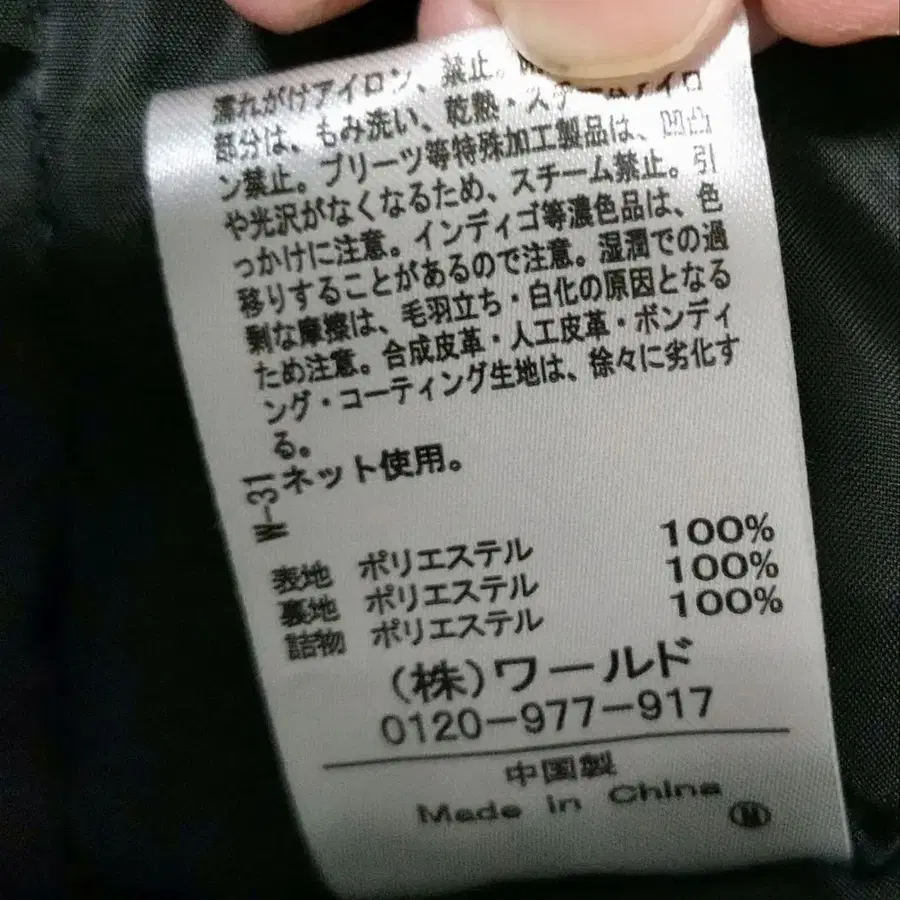 濡れがけアイロン、禁止。
部分は、もみ洗い、乾熱・スチームアイロ
ン禁止。プリーツ等特殊加工製品は、凹凸
や光沢がなくなるため、スチーム禁止。引
っかけに注意。インディゴ等濃色品は、色
移りすることがあるので注意。湿潤での過
剰な摩擦は、毛羽立ち・白化の原因となる
ため注意。合成皮革・人工皮革・ボンディ
ング・コーティング生地は、徐々に劣化す
る。
W-31
ネット使用。
表地 ポリエステル 100%
裏地 ポリエステル 100%
詰物 ポリエステル 100%
(株)ワールド
0120-977-917
中国製
Made in China
M